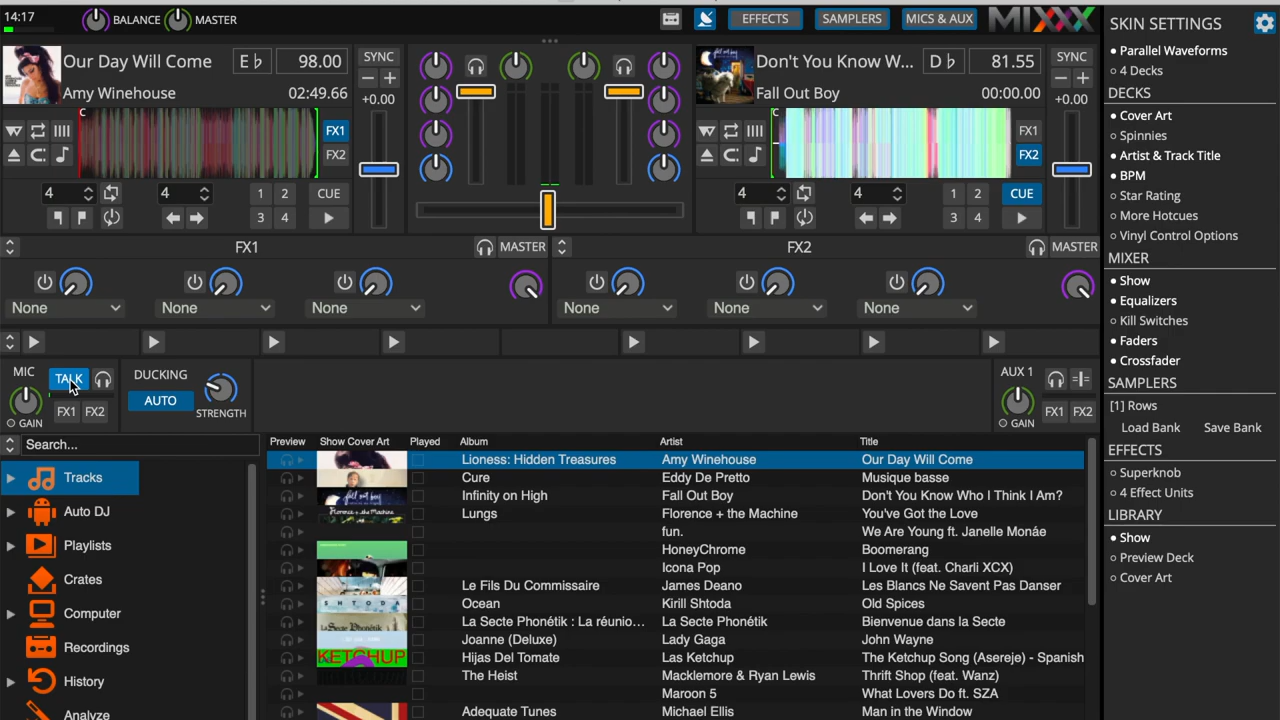 14:17 BALANCE MASTER EFFECTS SAMPLERS MICS & AUX MIXXX
Our Day Will Come E♭ 98.00 SYNC
Amy Winehouse 02:49.66 +0.00
C
FX1
FX2
4 4 1 2 CUE
3 4
Don't You Know W... D♭ 81.55 SYNC
Fall Out Boy 00:00.00 +0.00
C
FX1
FX2
4 4 1 2 CUE
3 4
FX1 MASTER FX2 MASTER
None None None None None None
MIC TALK DUCKING AUX 1
AUTO
GAIN FX1 FX2 STRENGTH GAIN FX1 FX2
Search...
Tracks
Auto DJ
Playlists
Crates
Computer
Recordings
History
Analyze
Preview Show Cover Art Played Album Artist Title
Lioness: Hidden Treasures Amy Winehouse Our Day Will Come
Cure Eddy De Pretto Musique basse
Infinity on High Fall Out Boy Don't You Know Who I Think I Am?
Lungs Florence + the Machine You've Got the Love
fun. We Are Young ft. Janelle Monáe
HoneyChrome Boomerang
Icona Pop I Love It (feat. Charli XCX)
Le Fils Du Commissaire James Deano Les Blancs Ne Savent Pas Danser
SHTODA Ocean Kirill Shtoda Old Spices
La Secte Phonétik : La réunio... La Secte Phonétik Bienvenue dans la Secte
Joanne (Deluxe) Lady Gaga John Wayne
KETCHUP Hijas Del Tomate Las Ketchup The Ketchup Song (Asereje) - Spanish
The Heist Macklemore & Ryan Lewis Thrift Shop (feat. Wanz)
Maroon 5 What Lovers Do ft. SZA
Adequate Tunes Michael Ellis Man in the Window
SKIN SETTINGS
Parallel Waveforms
4 Decks
DECKS
Cover Art
Spinnies
Artist & Track Title
BPM
Star Rating
More Hotcues
Vinyl Control Options
MIXER
Show
Equalizers
Kill Switches
Faders
Crossfader
SAMPLERS
[1] Rows
Load Bank Save Bank
EFFECTS
Superknob
4 Effect Units
LIBRARY
Show
Preview Deck
Cover Art